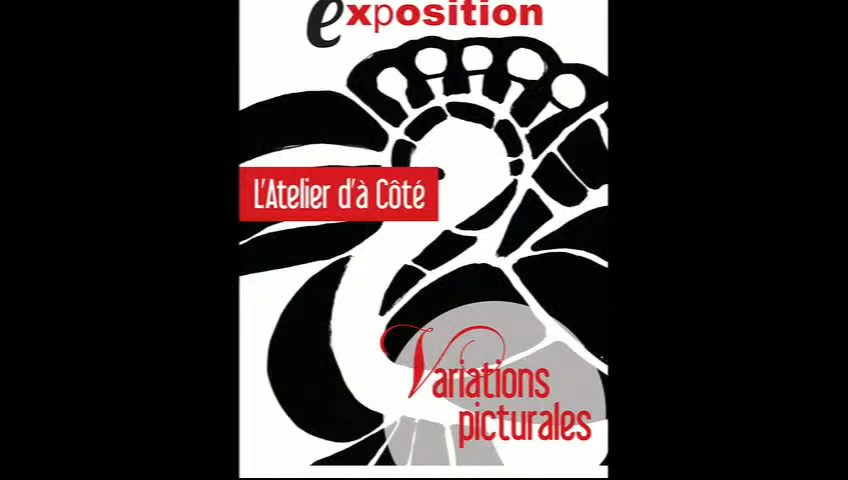 exposition
L'Atelier d'à Côté
Variations
picturales